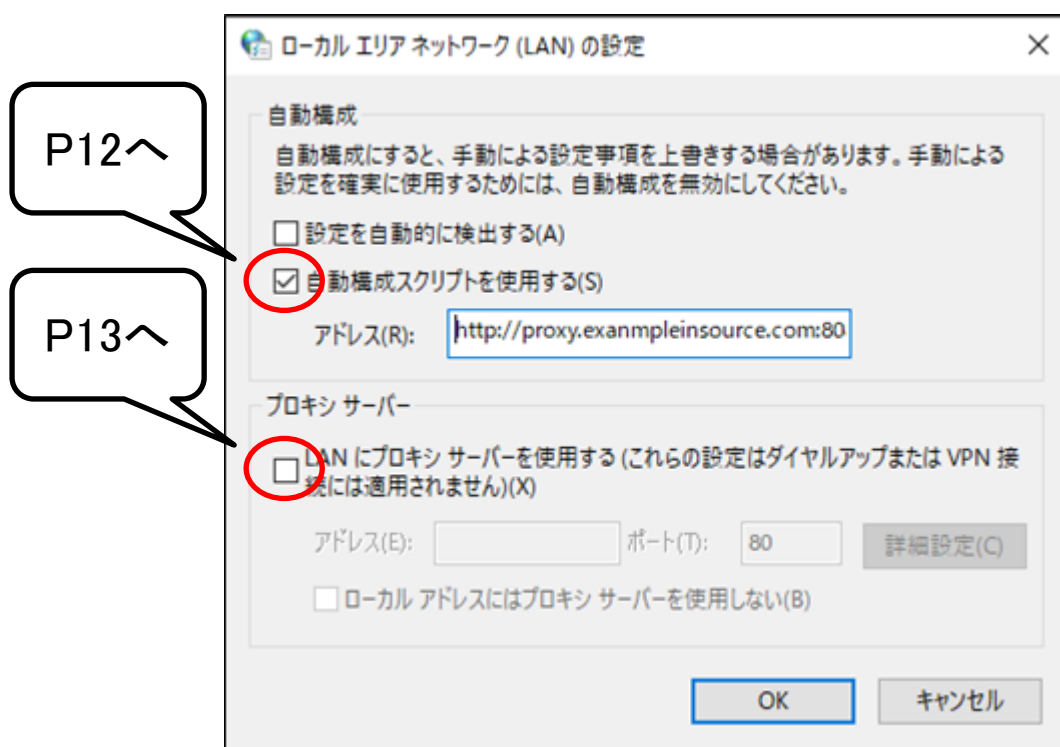 ローカル エリア ネットワーク (LAN) の設定
P12へ
自動構成
自動構成にすると、手動による設定事項を上書きする場合があります。手動による
設定を確実に使用するためには、自動構成を無効にしてください。
設定を自動的に検出する(A)
自動構成スクリプトを使用する(S)
アドレス(R):
http://proxy.exanmpleinsource.com:80
P13へ
プロキシ サーバー
LAN にプロキシ サーバーを使用する (これらの設定はダイヤルアップまたは VPN 接
続には適用されません)(X)
アドレス(E):
ポート(T):
80
詳細設定(C)
ローカル アドレスにはプロキシ サーバーを使用しない(B)
OK
キャンセル